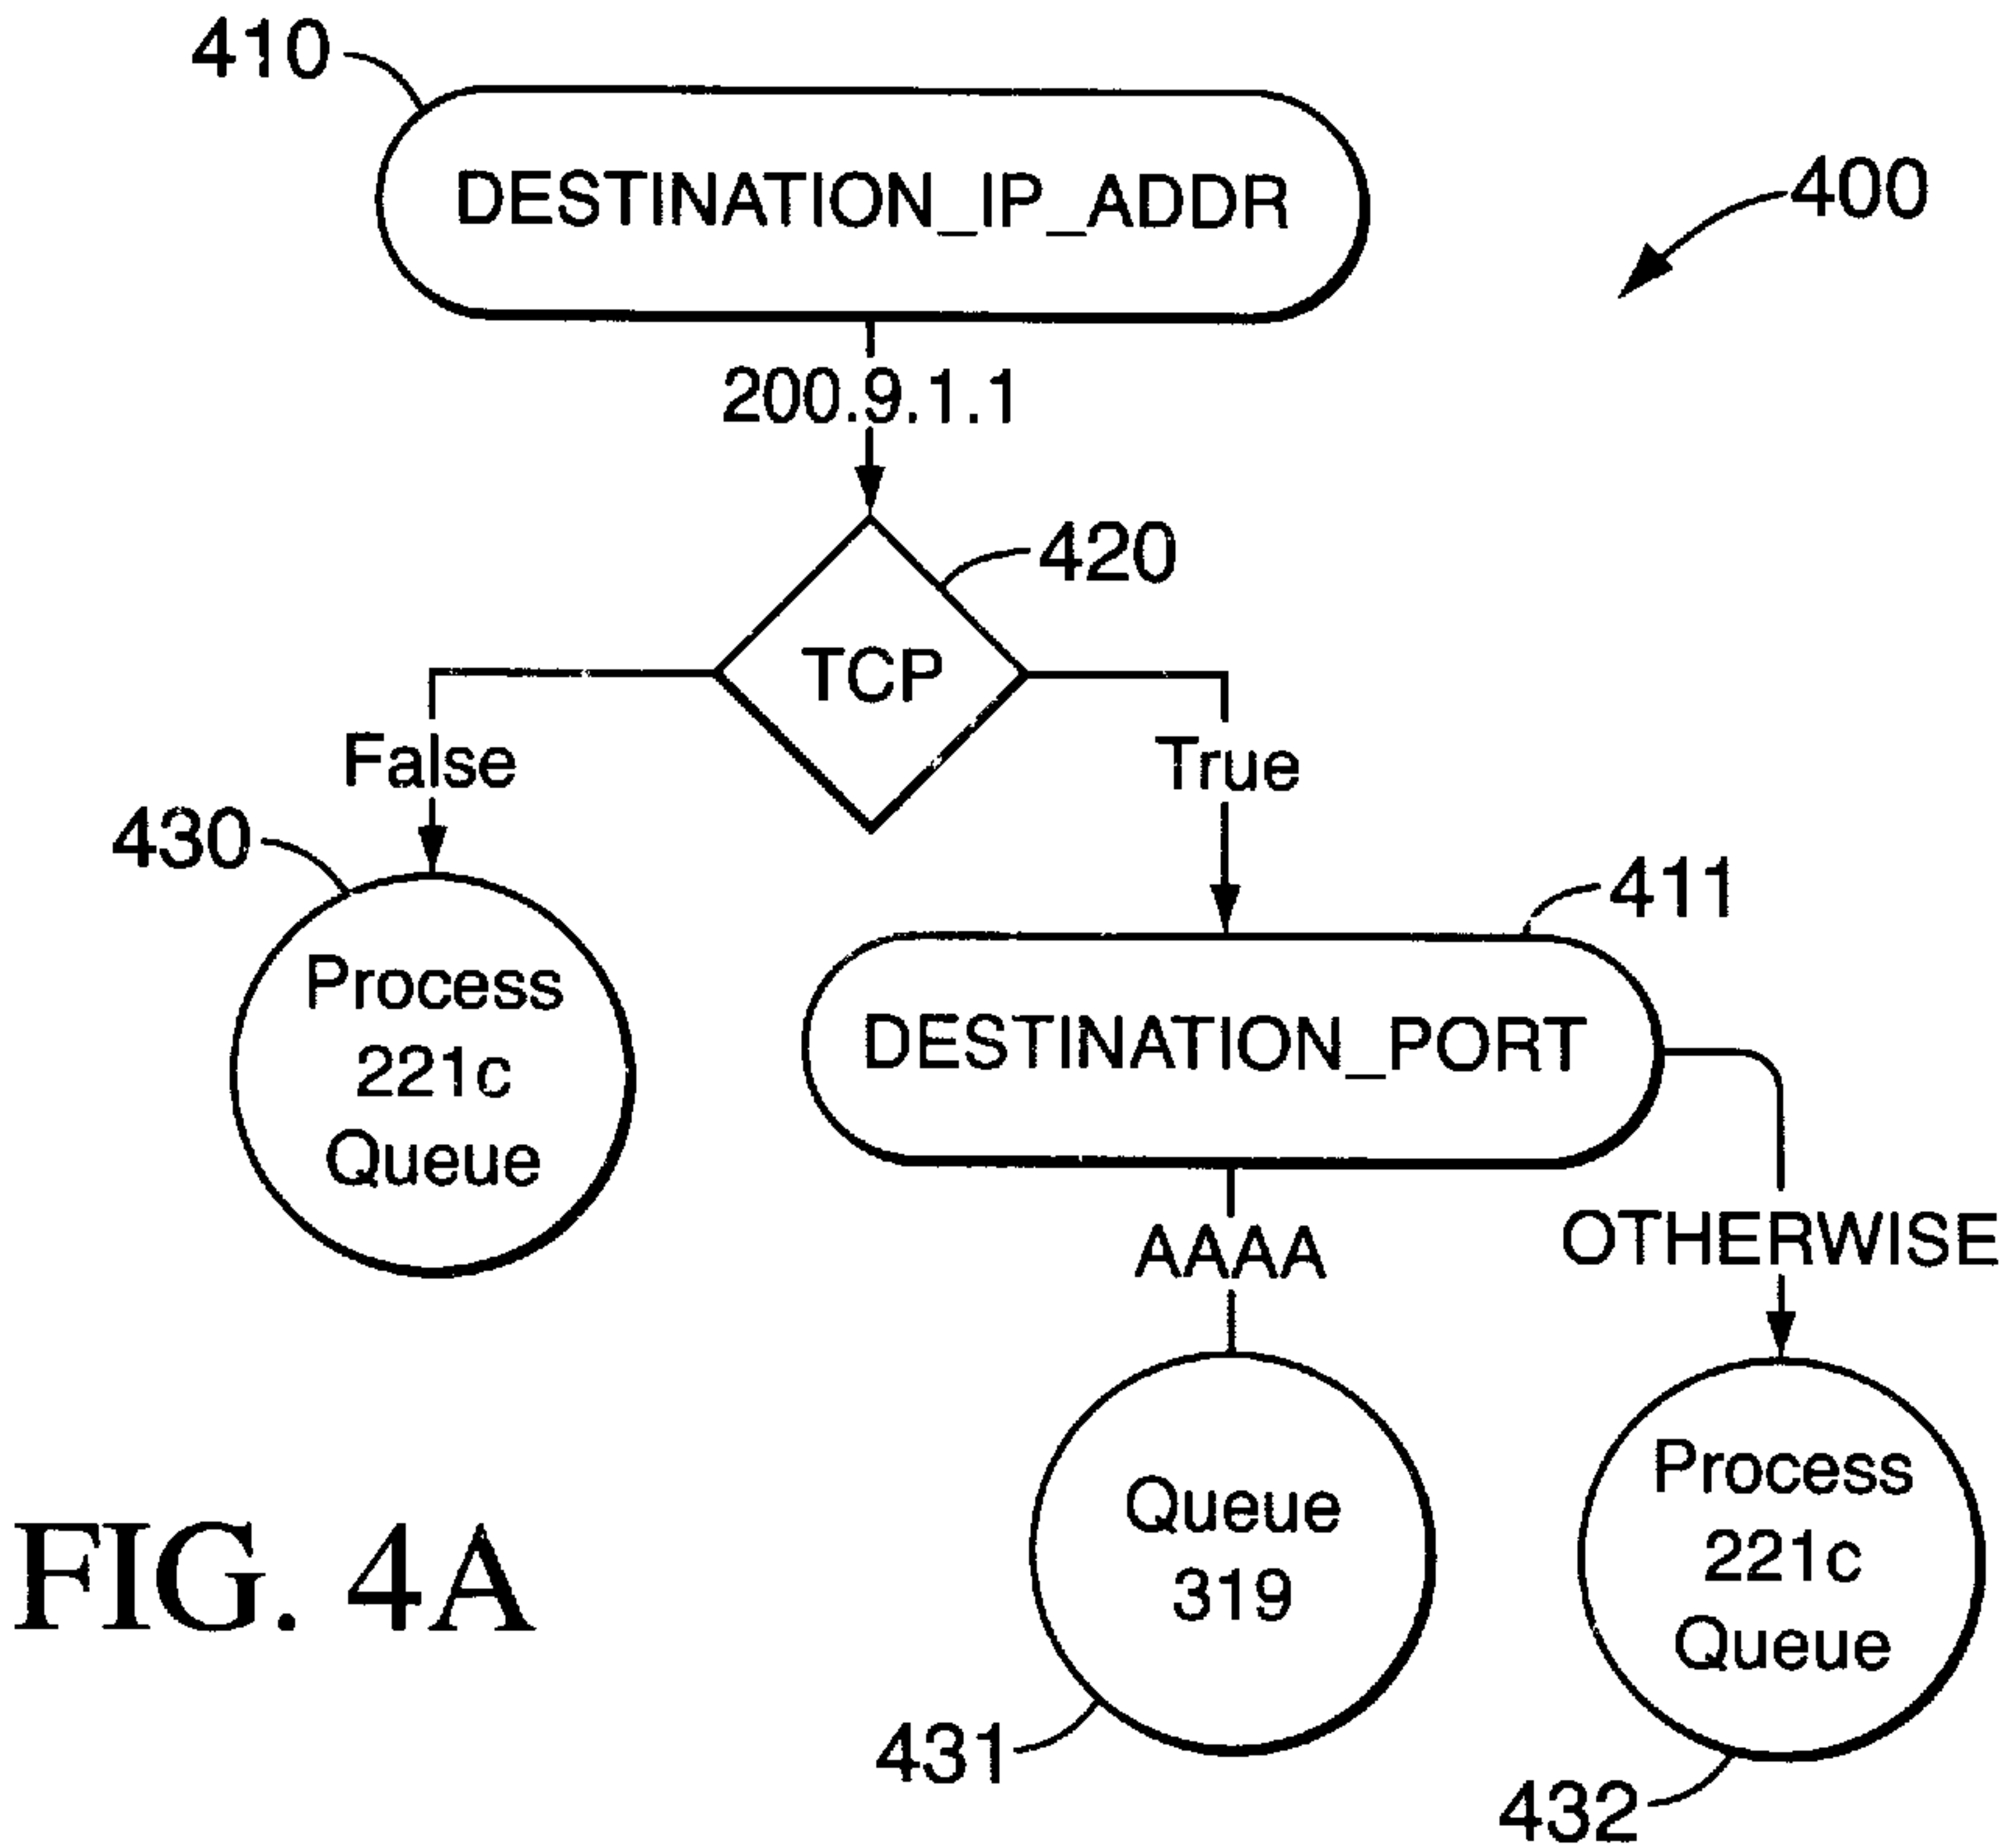 410
DESTINATION_IP_ADDR
400
200.9.1.1
420
TCP
False
True
430
411
Process
221c
Queue
DESTINATION_PORT
AAAA
OTHERWISE
Queue
319
Process
221c
Queue
FIG. 4A
431
432